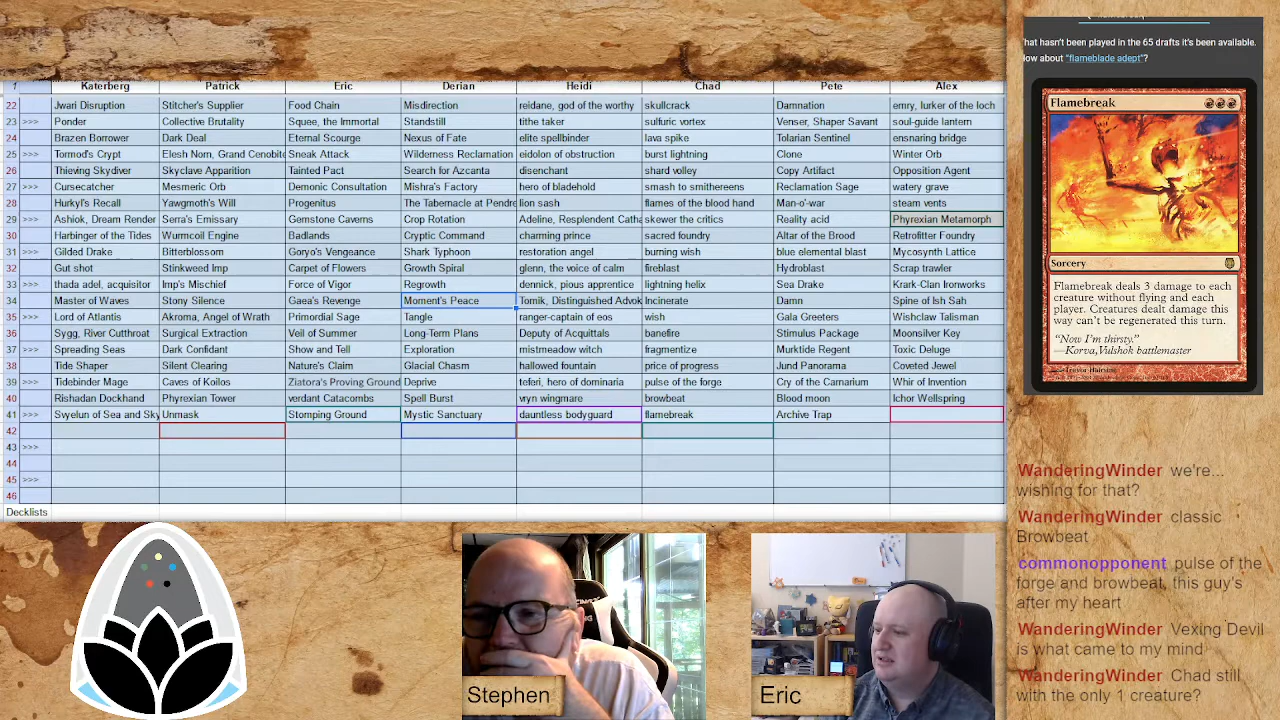 1 Katerberg Patrick Eric Derian Heidi Chad Pete Alex
22 Jwari Disruption Stitcher's Supplier Food Chain Misdirection reidane, god of the worthy skullcrack Damnation emry, lurker of the loch
23 >>> Ponder Collective Brutality Squee, the Immortal Standstill tithe taker sulfuric vortex Venser, Shaper Savant soul-guide lantern
24 Brazen Borrower Dark Deal Eternal Scarge Nexus of Fate elite spellbinder lava spike Tolarian Sentinel ensnaring bridge
25 >>> Tormod's Crypt Elesh Norn, Grand Cenobite Sneak Attack Wilderness Reclamation eidolon of obstruction burst lightning Clone Winter Orb
26 Thieving Skydiver Skyclave Apparition Tainted Pact Search for Azcanta disenchant shard volley Copy Artifact Opposition Agent
27 >>> Cursecatcher Mesmeric Orb Demonic Consultation Mishra's Factory hero of bladehold smash to smithereens Reclamation Sage watery grave
28 Hurkyl's Recall Yawgmoth's Will Progenitus The Tabernacle at Pendre lion sash flames of the blood hand Man-o'-war steam vents
29 >>> Ashiok, Dream Render Serra's Emissary Gemstone Caverns Crop Rotation Adeline, Resplendent Catha skewer the critics Reality acid Phyrexian Metamorph
30 Harbinger of the Tides Wurmcoil Engine Badlands Cryptic Command charming prince sacred foundry Altar of the Brood Retrofitter Foundry
31 >>> Gilded Drake Bitterblossom Goryo's Vengeance Shark Typhoon restoration angel burning wish blue elemental blast Mycosynth Lattice
32 Gut shot Stinkweed Imp Carpet of Flowers Growth Spiral glenn, the voice of calm fireblast Hydroblast Scrap trawler
33 >>> thada adel, acquisitor Imp's Mischief Force of Vigor Regrowth dennick, pious apprentice lightning helix Sea Drake Krark-Clan Ironworks
34 Master of Waves Stony Silence Gaea's Revenge Moment's Peace Tomik, Distinguished Advok Incinerate Damn Spine of Ish Sah
35 >>> Lord of Atlantis Akroma, Angel of Wrath Primordial Sage Tangle ranger-captain of eos wish Gala Greeters Wishclaw Talisman
36 Sygg, River Cutthroat Surgical Extraction Veil of Summer Long-Term Plans Deputy of Acquittals banefire Stimulus Package Moonsilver Key
37 >>> Spreading Seas Dark Confidant Show and Tell Exploration mistmeadow witch fragmentize Murktide Regent Toxic Deluge
38 Tide Shaper Silent Clearing Nature's Claim Glacial Chasm hallowed fountain price of progress Jund Panorama Coveted Jewel
39 >>> Tidebinder Mage Caves of Koilos Ziatora's Proving Ground Deprive teferi, hero of dominaria pulse of the forge Cry of the Carnarium Whir of Invention
40 Rishadan Dockhand Phyrexian Tower verdant Catacombs Spell Burst vryn wingmare browbeat Blood moon Ichor Wellspring
41 >>> Svyelun of Sea and Sky Unmask Stomping Ground Mystic Sanctuary dauntless bodyguard flamebreak Archive Trap
42
43 >>>
44
45 >>>
46
Decklists
hat hasn't been played in the 65 drafts it's been available.
low about "flameblade adept"?
Flamebreak
Sorcery
Flamebreak deals 3 damage to
each creature without flying and each
player. Creatures dealt damage this
way can't be regenerated this turn.
"Now I'm thirsty."
—Korva, Vulshok battlemaster
WanderingWinder we're...
wishing for that?
WanderingWinder classic
Browbeat
commonopponent pulse of the
forge and browbeat, this guy's
after my heart
WanderingWinder Vexing Devil
is what came to my mind
WanderingWinder Chad still
with the only 1 creature?
Stephen
Eric